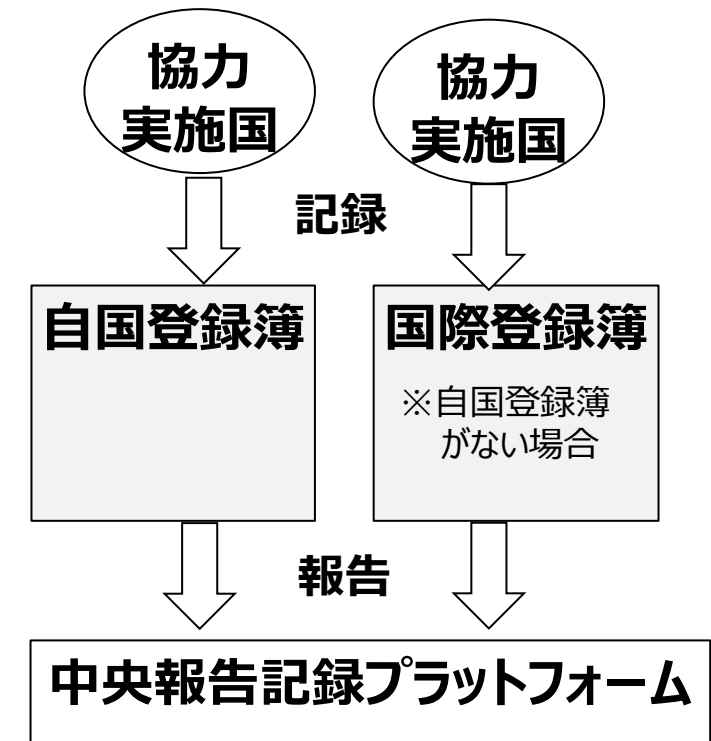 協力
実施国
協力
実施国
記録
自国登録簿
国際登録簿
※自国登録簿
がない場合
報告
中央報告記録プラットフォーム